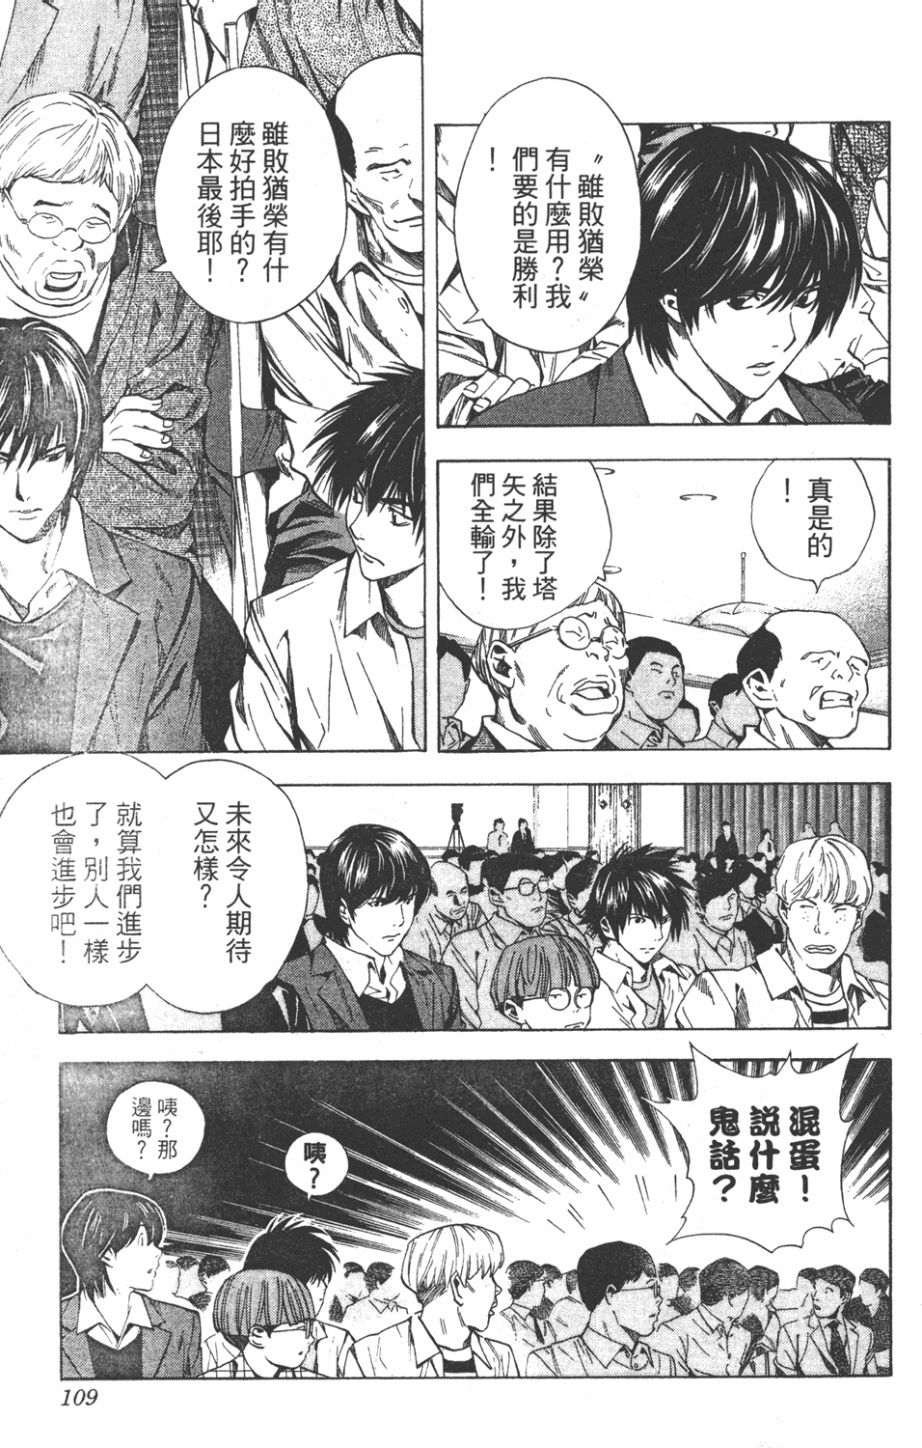 〝雖敗猶榮〞
有什麼用？我
們要的是勝利
！
真是的
！
結果除了塔
矢之外，我
們全輸了！
雖敗猶榮有什
麼好拍手的？
日本最後耶！
未來令人期待
又怎樣？
就算我們進步
了，別人一樣
也會進步吧！
混蛋！
說什麼
鬼話？
咦？
咦？那
邊嗎？
109